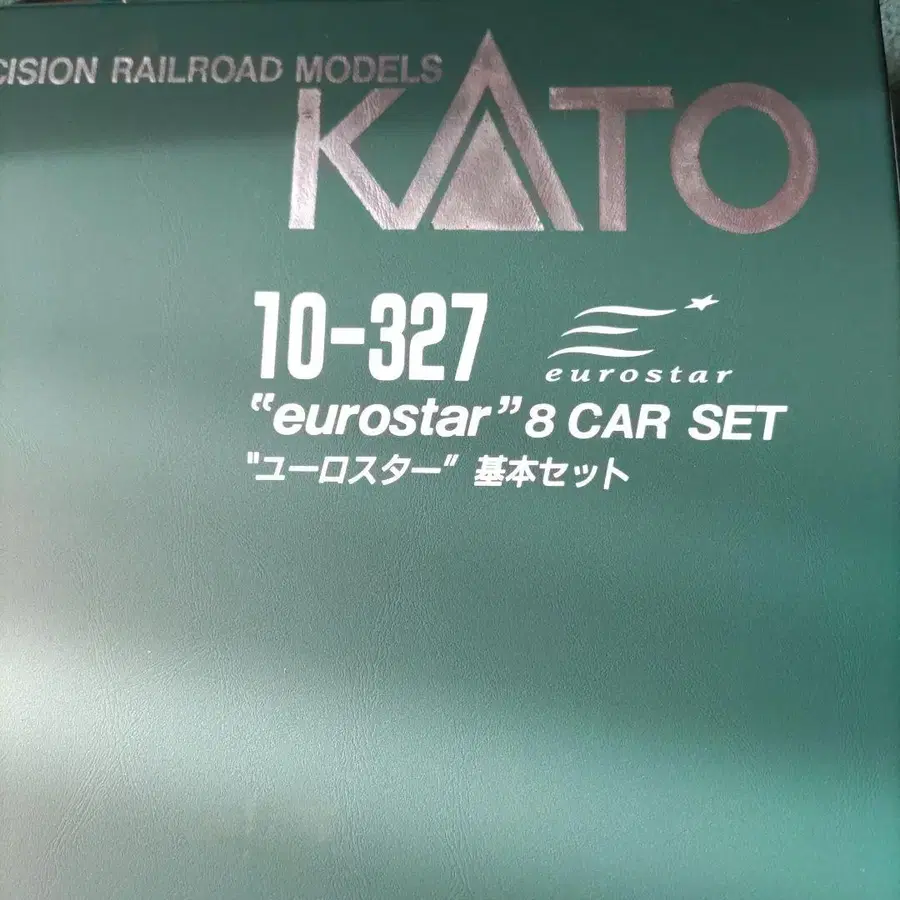 CISION RAILROAD MODELS
KATO
10-327
eurostar
"eurostar" 8 CAR SET
"ユーロスター" 基本セット